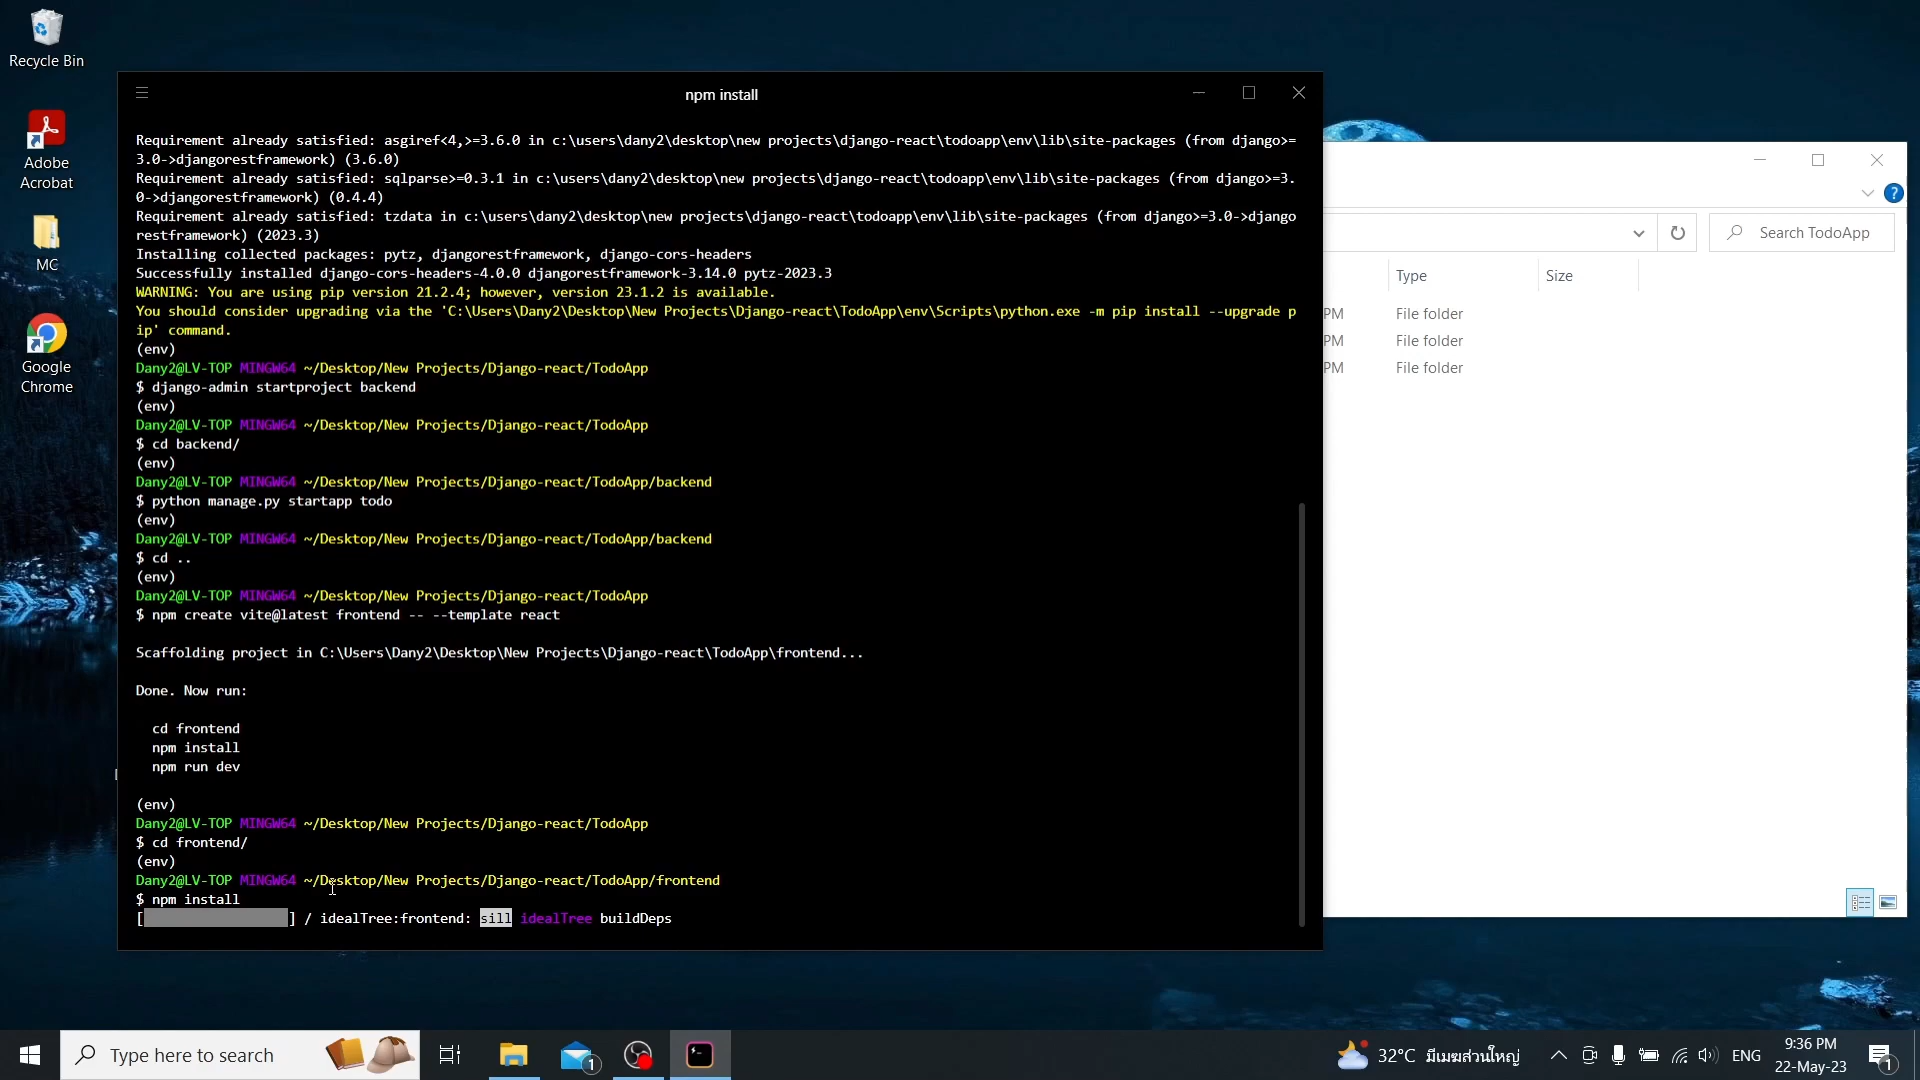 Recycle Bin
Adobe
Acrobat
MC
Google
Chrome
npm install
Requirement already satisfied: asgiref<4,>=3.6.0 in c:\users\dany2\desktop\new projects\django-react\todoapp\env\lib\site-packages (from django>=
3.0->djangorestframework) (3.6.0)
Requirement already satisfied: sqlparse>=0.3.1 in c:\users\dany2\desktop\new projects\django-react\todoapp\env\lib\site-packages (from django>=3.
0->djangorestframework) (0.4.4)
Requirement already satisfied: tzdata in c:\users\dany2\desktop\new projects\django-react\todoapp\env\lib\site-packages (from django>=3.0->django
restframework) (2023.3)
Installing collected packages: pytz, djangorestframework, django-cors-headers
Successfully installed django-cors-headers-4.0.0 djangorestframework-3.14.0 pytz-2023.3
WARNING: You are using pip version 21.2.4; however, version 23.1.2 is available.
You should consider upgrading via the 'C:\Users\Dany2\Desktop\New Projects\Django-react\TodoApp\env\Scripts\python.exe -m pip install --upgrade p
ip' command.
(env)
Dany2@LV-TOP MINGW64 ~/Desktop/New Projects/Django-react/TodoApp
$ django-admin startproject backend
(env)
Dany2@LV-TOP MINGW64 ~/Desktop/New Projects/Django-react/TodoApp
$ cd backend/
(env)
Dany2@LV-TOP MINGW64 ~/Desktop/New Projects/Django-react/TodoApp/backend
$ python manage.py startapp todo
(env)
Dany2@LV-TOP MINGW64 ~/Desktop/New Projects/Django-react/TodoApp/backend
$ cd ..
(env)
Dany2@LV-TOP MINGW64 ~/Desktop/New Projects/Django-react/TodoApp
$ npm create vite@latest frontend -- --template react
Scaffolding project in C:\Users\Dany2\Desktop\New Projects\Django-react\TodoApp\frontend...
Done. Now run:
cd frontend
npm install
npm run dev
(env)
Dany2@LV-TOP MINGW64 ~/Desktop/New Projects/Django-react/TodoApp
$ cd frontend/
(env)
Dany2@LV-TOP MINGW64 ~/Desktop/New Projects/Django-react/TodoApp/frontend
$ npm install
[ ] / idealTree:frontend: sill idealTree buildDeps
Search TodoApp
Type Size
PM File folder
PM File folder
PM File folder
Type here to search
1
32°C มีเมฆส่วนใหญ่
ENG
9:36 PM
22-May-23
1